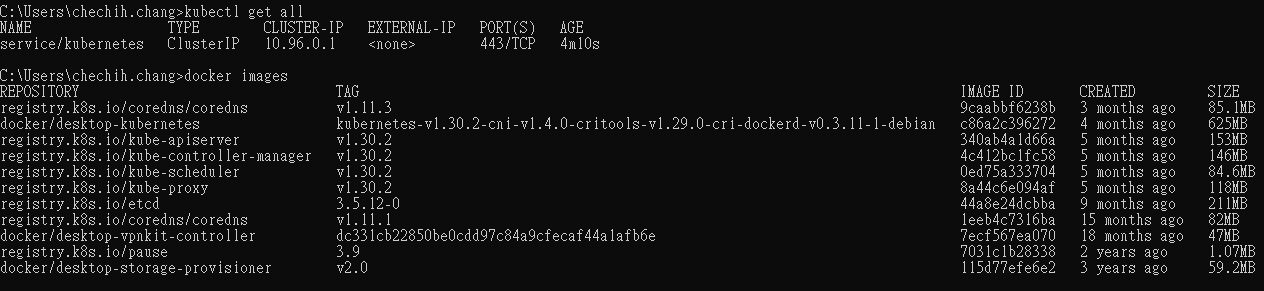 C:\Users\chechih.chang>kubectl get all
NAME TYPE CLUSTER-IP EXTERNAL-IP PORT(S) AGE
service/kubernetes ClusterIP 10.96.0.1 <none> 443/TCP 4m10s
C:\Users\chechih.chang>docker images
REPOSITORY TAG IMAGE ID CREATED SIZE
registry.k8s.io/coredns/coredns v1.11.3 9caabbf6238b 3 months ago 85.1MB
docker/desktop-kubernetes kubernetes-v1.30.2-cni-v1.4.0-critools-v1.29.0-cri-dockerd-v0.3.11-1-debian c86a2c396272 4 months ago 625MB
registry.k8s.io/kube-apiserver v1.30.2 340ab4a1d66a 5 months ago 153MB
registry.k8s.io/kube-controller-manager v1.30.2 4c412bc1fc58 5 months ago 146MB
registry.k8s.io/kube-scheduler v1.30.2 0ed75a333704 5 months ago 84.6MB
registry.k8s.io/kube-proxy v1.30.2 8a44c6e094af 5 months ago 118MB
registry.k8s.io/etcd 3.5.12-0 44a8e24dcbba 9 months ago 211MB
registry.k8s.io/coredns/coredns v1.11.1 1eeb4c7316ba 15 months ago 82MB
docker/desktop-vpnkit-controller dc331cb22850be0cdd97c84a9cfecaf44a1afb6e 7ecf567ea070 18 months ago 47MB
registry.k8s.io/pause 3.9 7031c1b28338 2 years ago 1.07MB
docker/desktop-storage-provisioner v2.0 115d77efe6e2 3 years ago 59.2MB